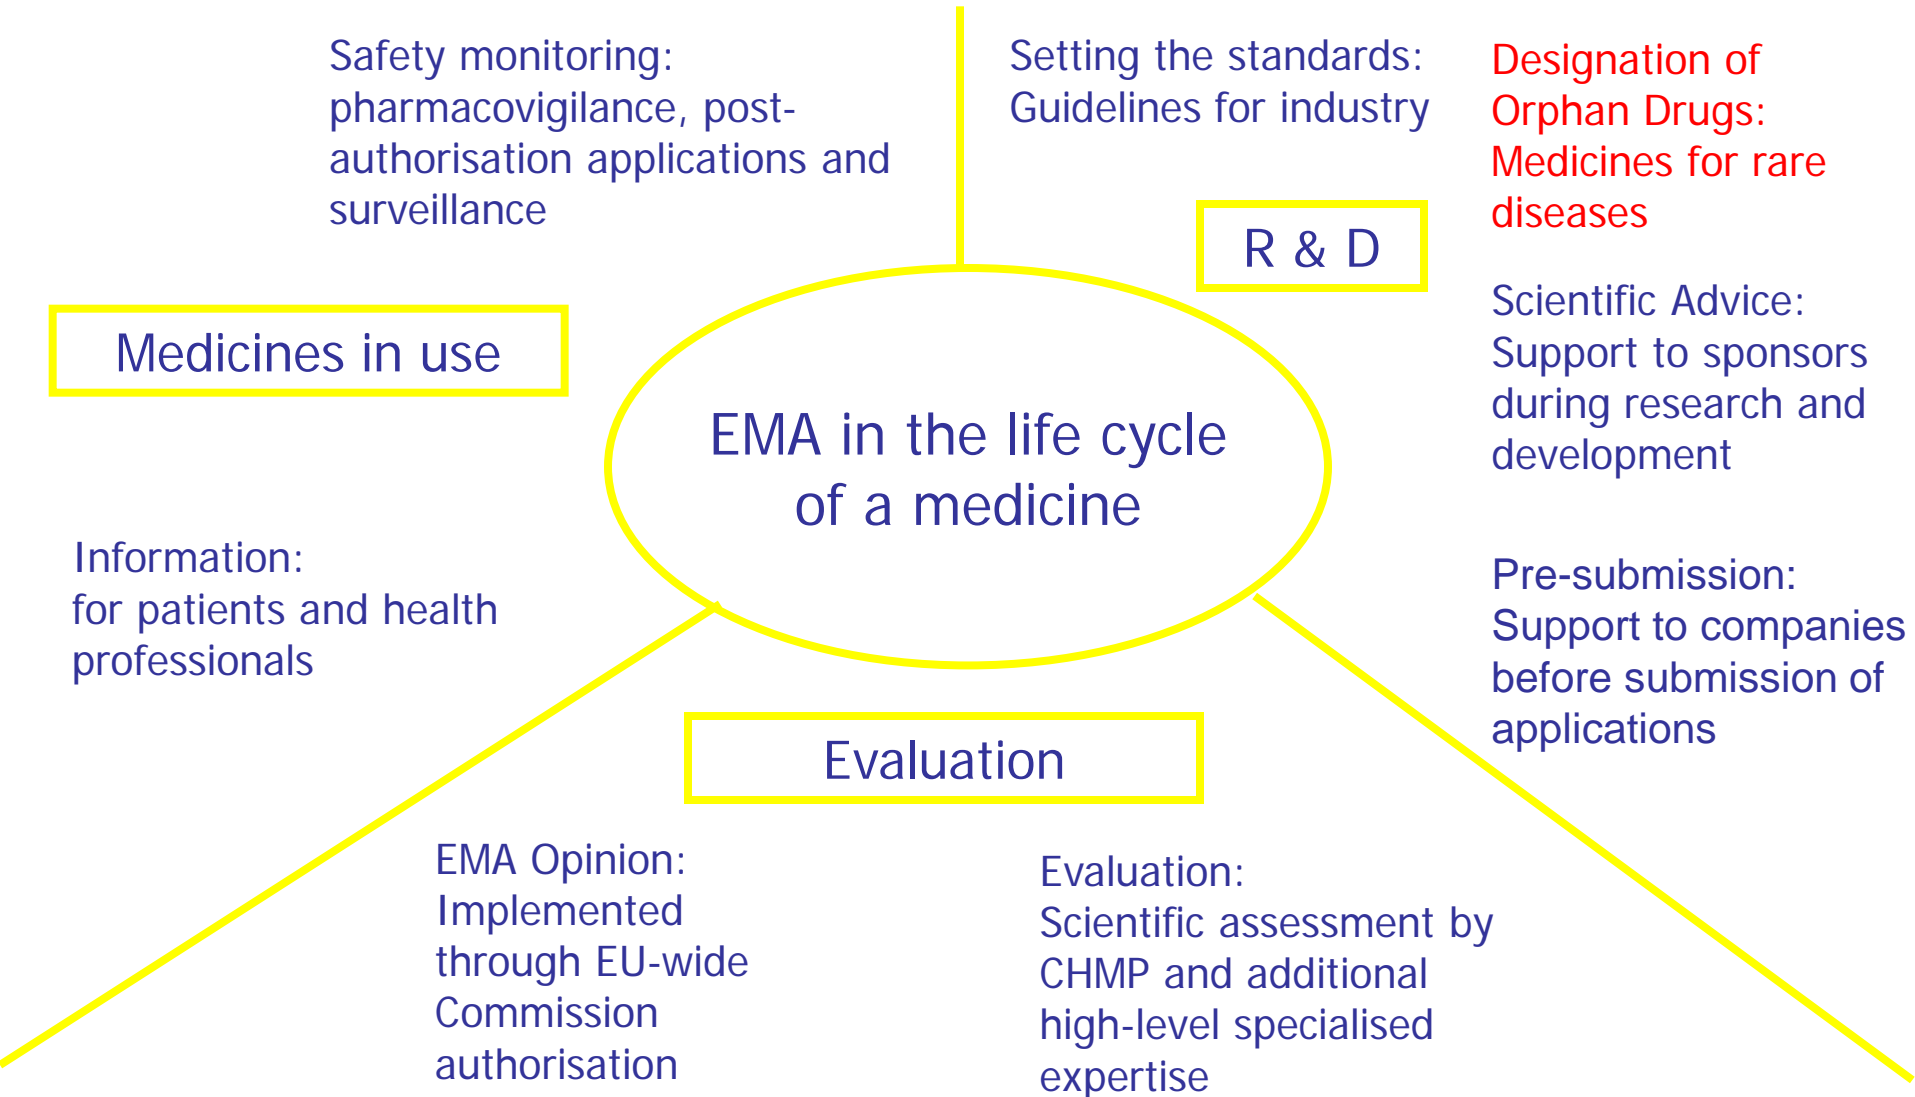 Safety monitoring:
pharmacovigilance, post-
authorisation applications and
surveillance
Setting the standards:
Guidelines for industry
Designation of
Orphan Drugs:
Medicines for rare
diseases
R & D
Scientific Advice:
Support to sponsors
during research and
development
Medicines in use
EMA in the life cycle
of a medicine
Information:
for patients and health
professionals
Pre-submission:
Support to companies
before submission of
applications
Evaluation
EMA Opinion:
Implemented
through EU-wide
Commission
authorisation
Evaluation:
Scientific assessment by
CHMP and additional
high-level specialised
expertise